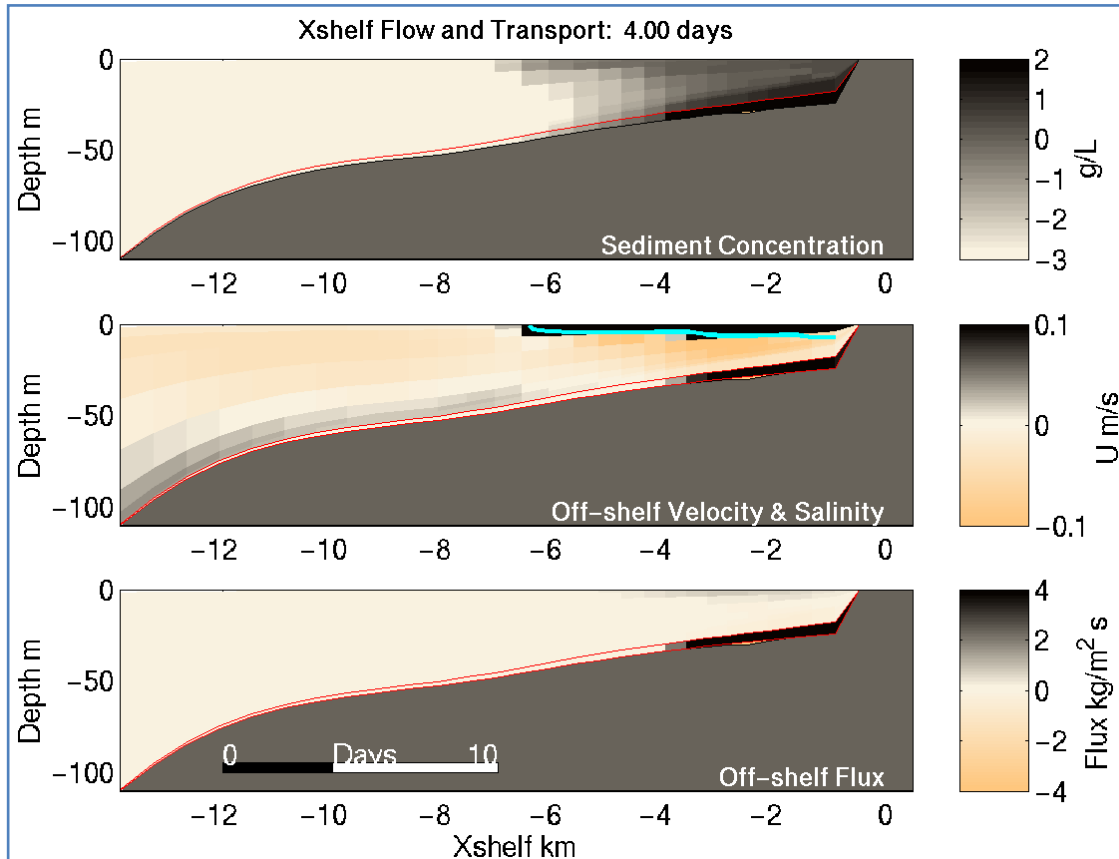 Xshelf Flow and Transport: 4.00 days
0
−50
−100
Depth m
Sediment Concentration
−12 −10 −8 −6 −4 −2 0
2
1
0
−1
−2
−3
g/L
0
−50
−100
Depth m
Off−shelf Velocity & Salinity
−12 −10 −8 −6 −4 −2 0
0.1
0
−0.1
U m/s
0
−50
−100
Depth m
0 Days 10
Off−shelf Flux
−12 −10 −8 −6 −4 −2 0
Xshelf km
4
2
0
−2
−4
Flux kg/m² s